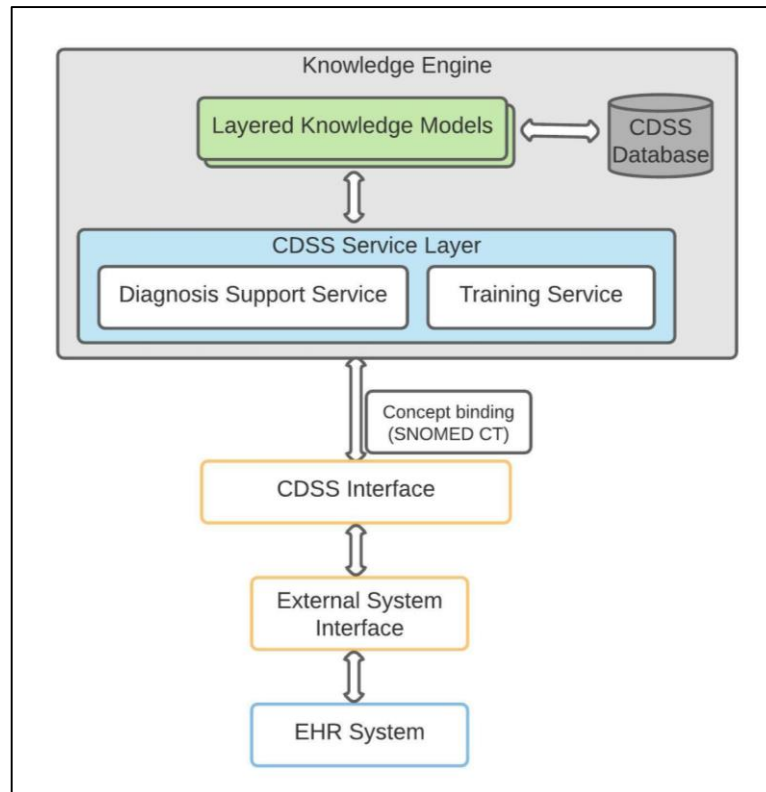 Knowledge Engine
Layered Knowledge Models
CDSS
Database
CDSS Service Layer
Diagnosis Support Service
Training Service
Concept binding
(SNOMED CT)
CDSS Interface
External System
Interface
EHR System